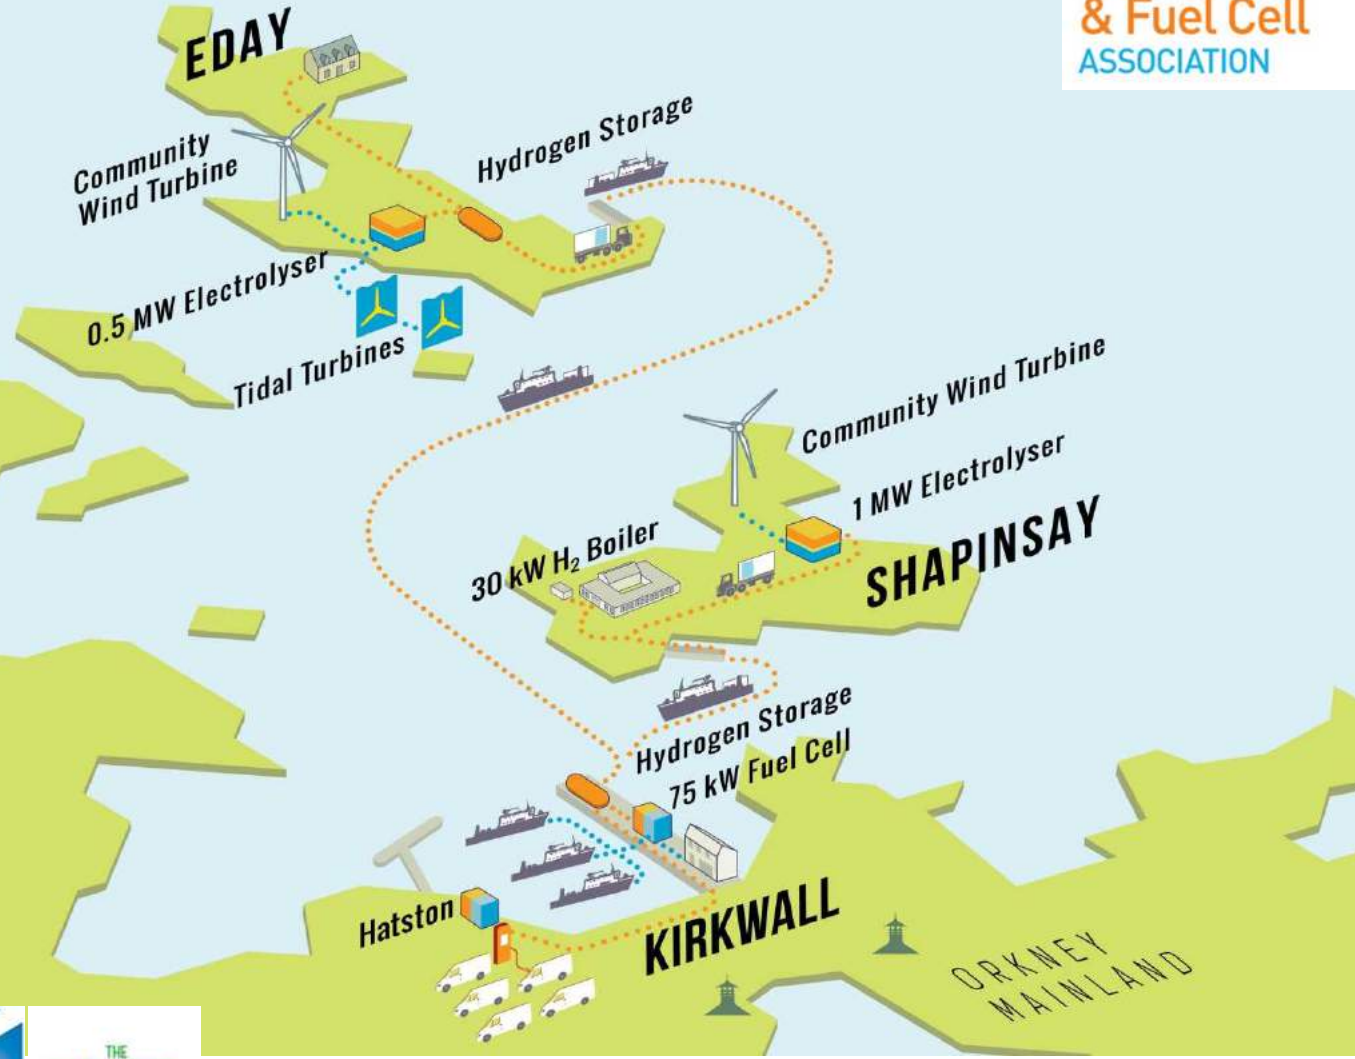 & Fuel Cell
ASSOCIATION
EDAY
Community
Wind Turbine
Hydrogen Storage
0.5 MW Electrolyser
Tidal Turbines
Community Wind Turbine
1 MW Electrolyser
30 kW H₂ Boiler
SHAPINSAY
Hydrogen Storage
75 kW Fuel Cell
Hatston
KIRKWALL
ORKNEY
MAINLAND
THE